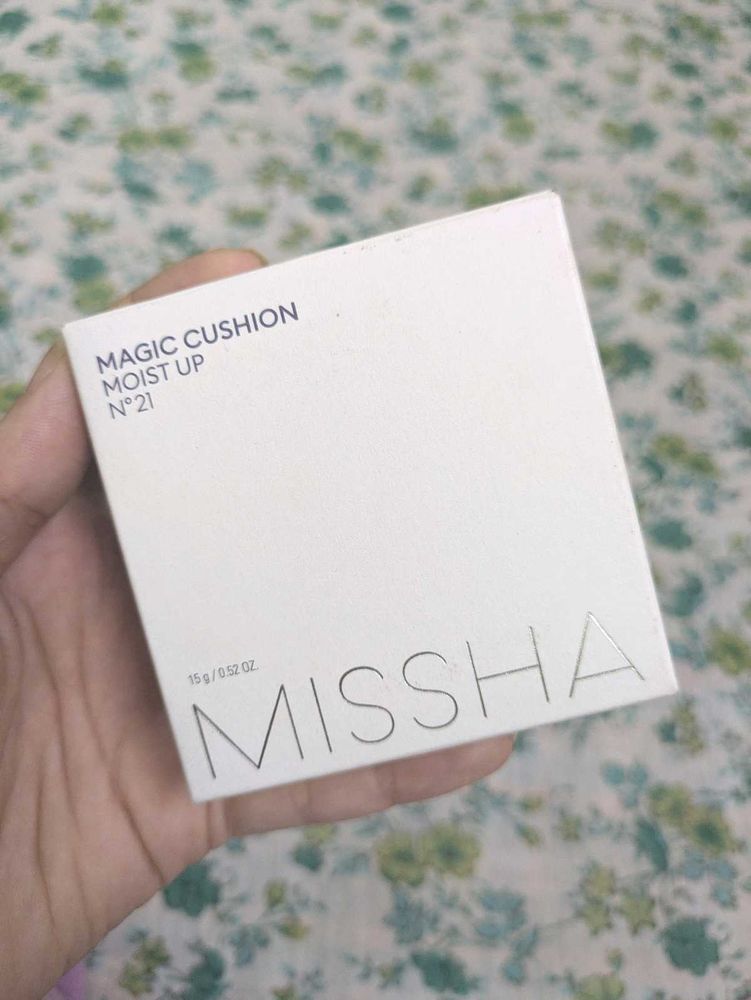 MAGIC CUSHION
MOIST UP
N°21
15 g / 0.52 OZ.
MISSHA